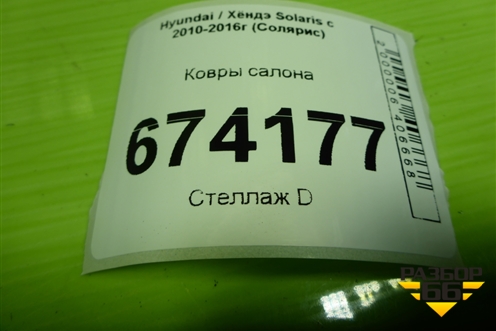 Hyundai / Хёндэ Solaris с
2010-2016г (Солярис)
Ковры салона
674177
Стеллаж D
2000006406668
РАЗБОР
66